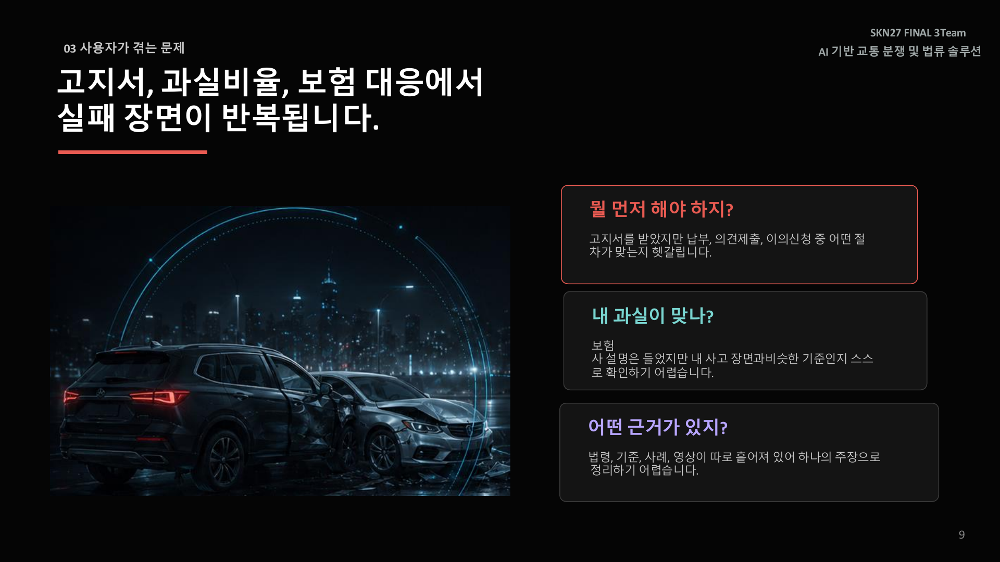 03 사용자가 겪는 문제
SKN27 FINAL 3Team
AI 기반 교통 분쟁 및 법류 솔루션
고지서, 과실비율, 보험 대응에서
실패 장면이 반복됩니다.
뭘 먼저 해야 하지?
고지서를 받았지만 납부, 의견제출, 이의신청 중 어떤 절
차가 맞는지 헷갈립니다.
내 과실이 맞나?
보험
사 설명은 들었지만 내 사고 장면과비슷한 기준인지 스스
로 확인하기 어렵습니다.
어떤 근거가 있지?
법령, 기준, 사례, 영상이 따로 흩어져 있어 하나의 주장으로
정리하기 어렵습니다.
9